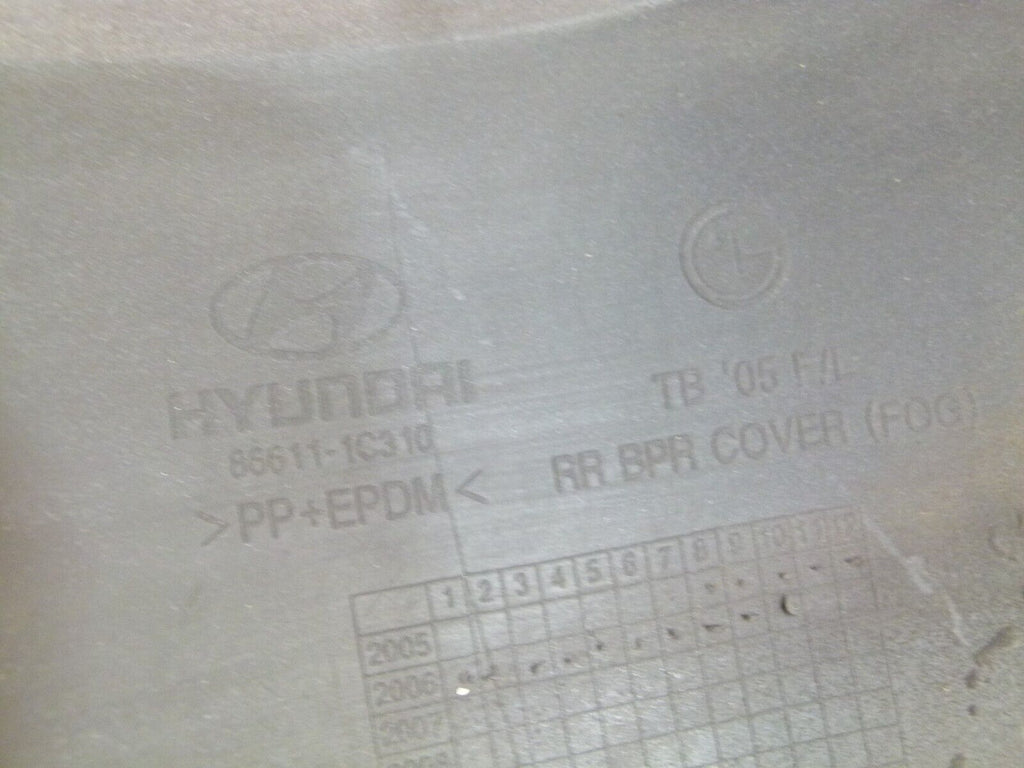 HYUNDAI
86611-1C310
>PP+EPDM<
TB '05 F/L
RR BPR COVER (FOG)
1 2 3 4 5 6 7 8 9 10 11 12
2005
2006
2007
2008